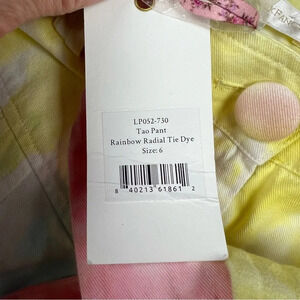 LP052-730
Tao Pant
Rainbow Radial Tie Dye
Size: 6
8 40213 61861 2